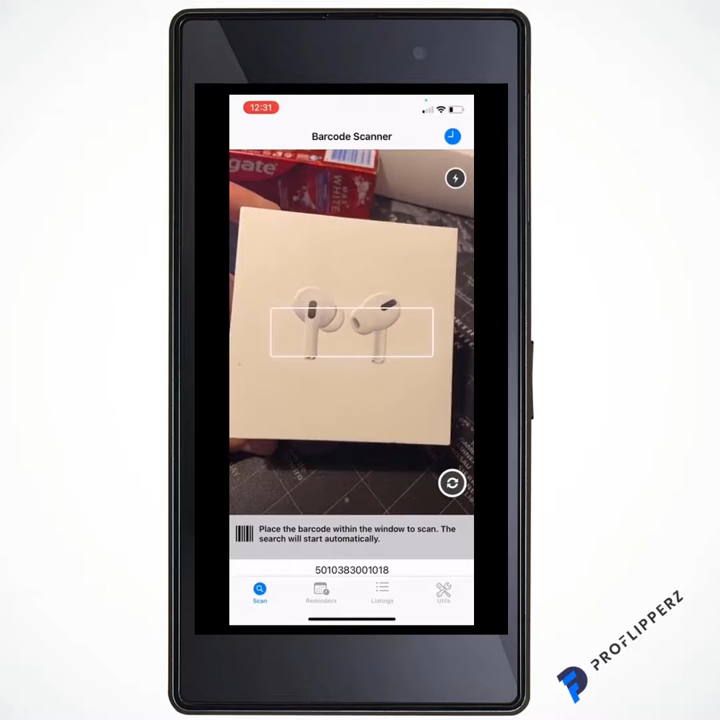 12:31
Barcode Scanner
gate
MAX
WHITE
Place the barcode within the window to scan. The
search will start automatically.
5010383001018
Scan
Reminders
Listings
Utils
PROFLIPPERZ